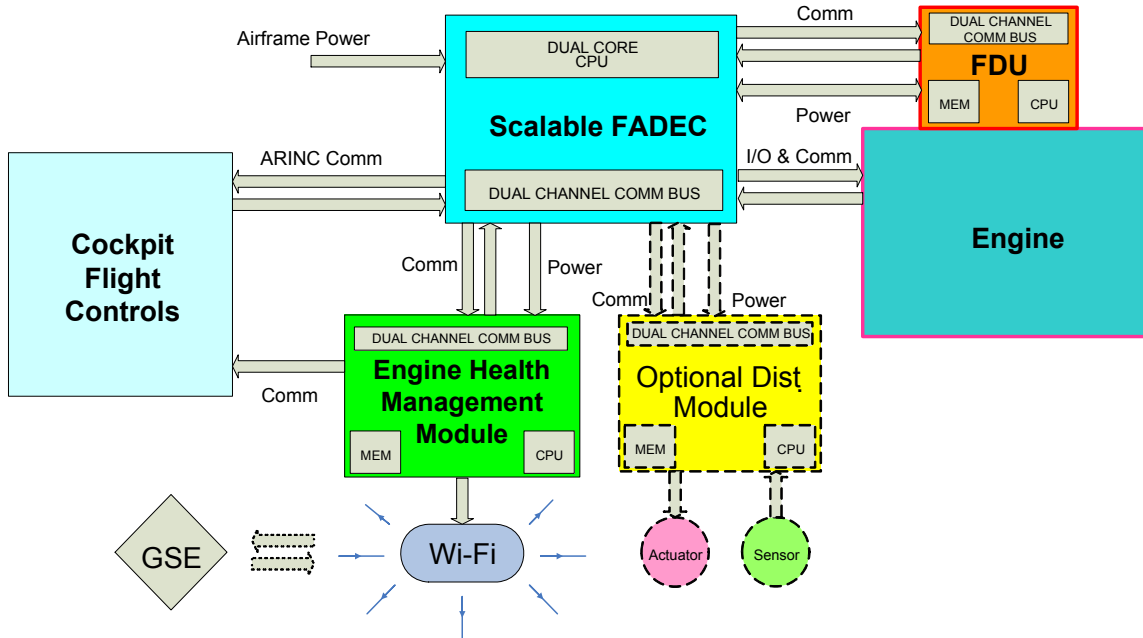 Comm
Airframe Power
DUAL CORE
CPU
DUAL CHANNEL
COMM BUS
FDU
MEM
CPU
Scalable FADEC
Power
I/O & Comm
ARINC Comm
DUAL CHANNEL COMM BUS
Cockpit
Flight
Controls
Engine
Comm
Power
Comm
Power
DUAL CHANNEL COMM BUS
Engine Health
Management
Module
MEM
CPU
Comm
DUAL CHANNEL COMM BUS
Optional Dist.
Module
MEM
CPU
GSE
Wi-Fi
Actuator
Sensor